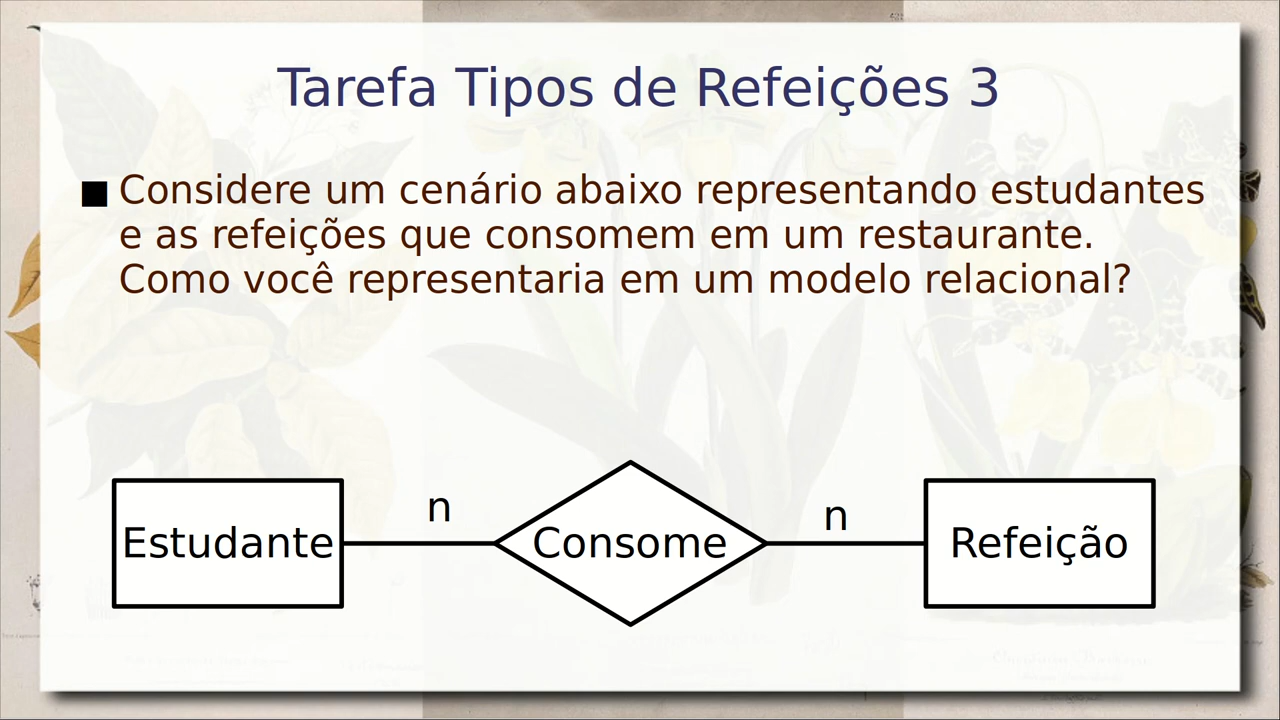 Tarefa Tipos de Refeições 3
■ Considere um cenário abaixo representando estudantes
e as refeições que consomem em um restaurante.
Como você representaria em um modelo relacional?
Estudante
n
Consome
n
Refeição